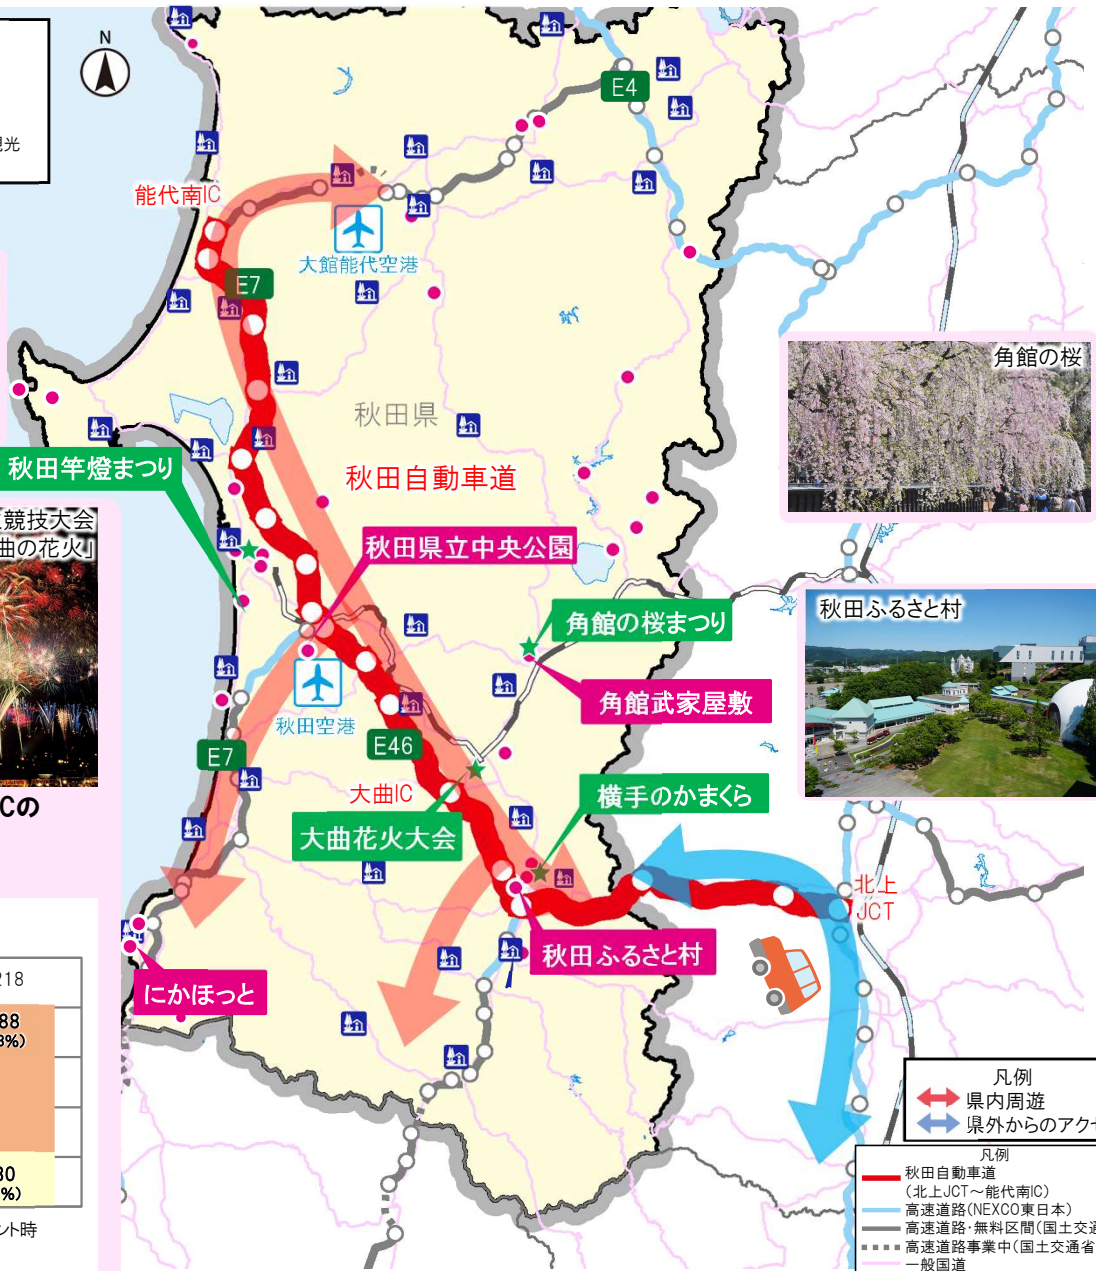 N
観光
E4
能代南IC
大館能代空港
E7
角館の桜
秋田県
秋田竿燈まつり
秋田自動車道
競技大会
曲の花火」
秋田県立中央公園
秋田ふるさと村
角館の桜まつり
角館武家屋敷
秋田空港
E7
E46
大曲IC
横手のかまくら
Cの
大曲花火大会
北上
JCT
秋田ふるさと村
218
にかほっと
88
3%)
30
%)
ント時
凡例
県内周遊
県外からのアクセ
凡例
秋田自動車道
(北上JCT～能代南IC)
高速道路(NEXCO東日本)
高速道路・無料区間(国土交通
高速道路事業中(国土交通省
一般国道